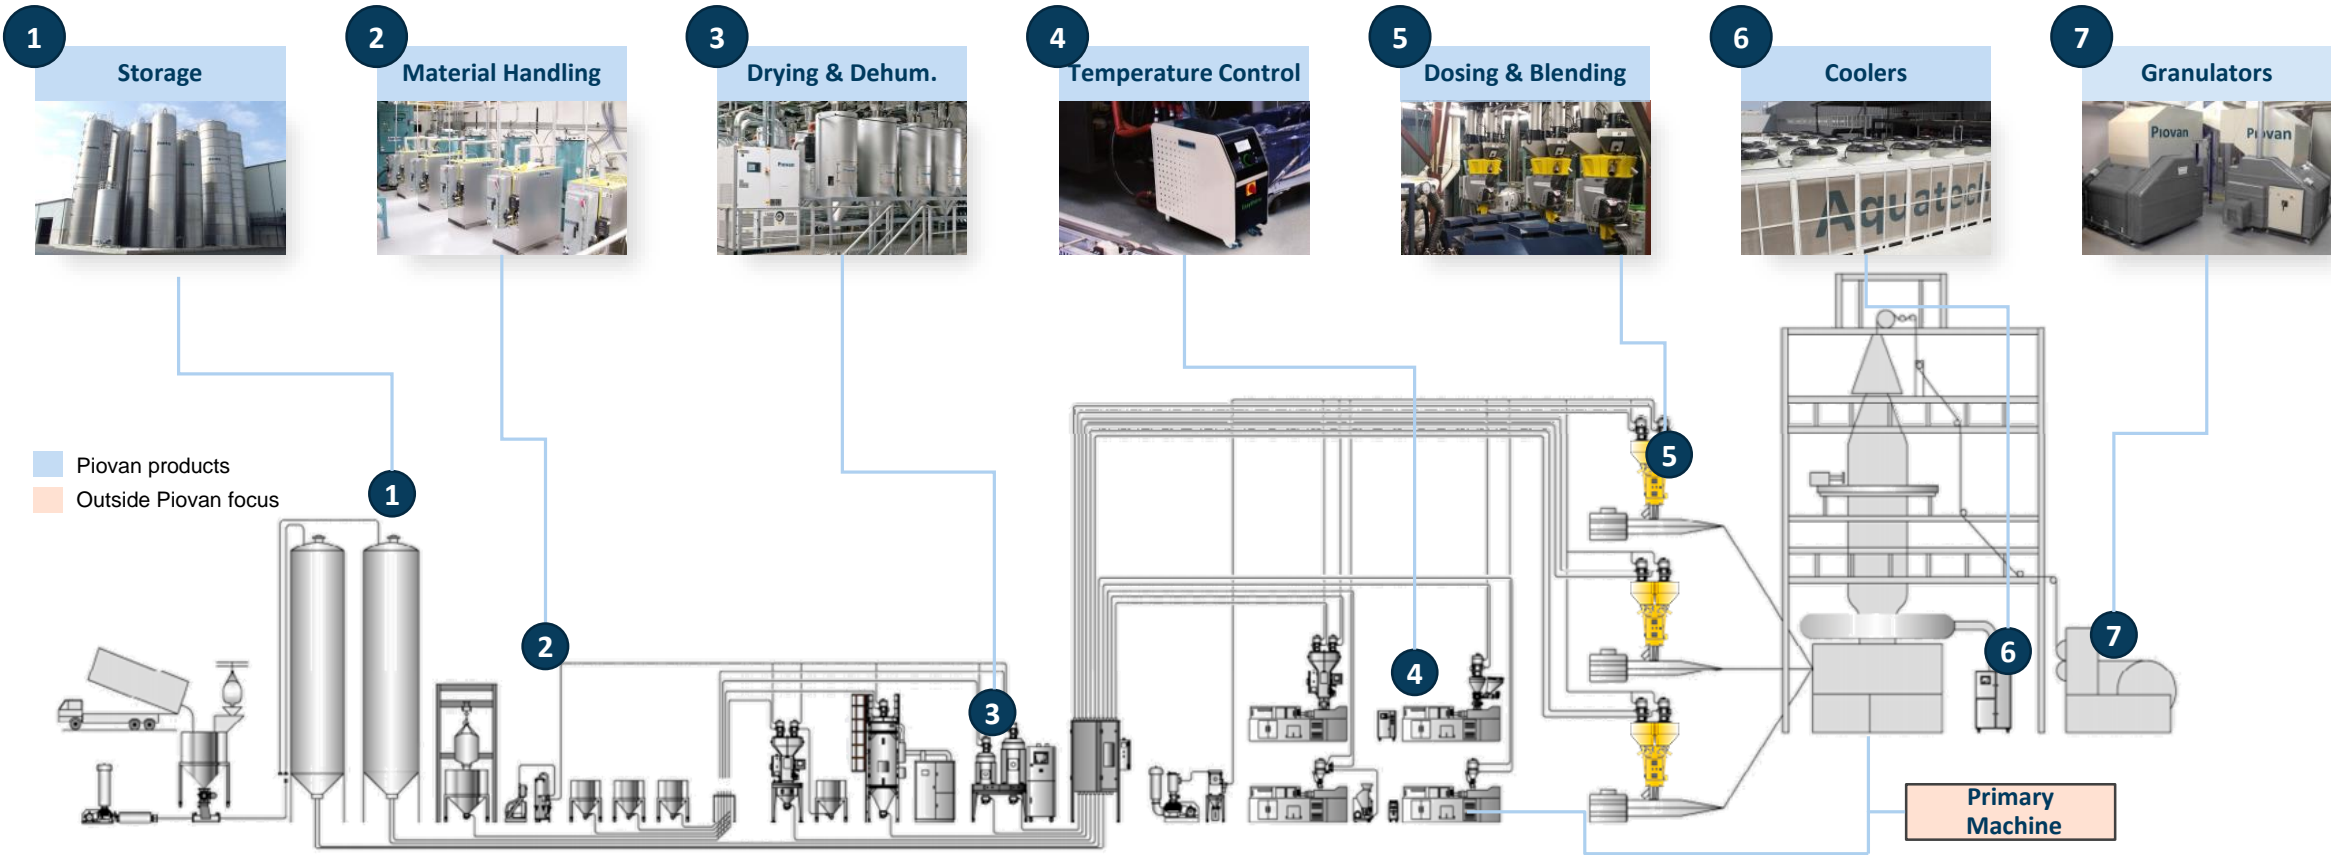 1
Storage
2
Material Handling
3
Drying & Dehum.
4
Temperature Control
5
Dosing & Blending
6
Coolers
7
Granulators
Piovan
Aquatech
Piovan
Piovan
Piovan products
Outside Piovan focus
1
2
3
4
5
6
7
Primary
Machine